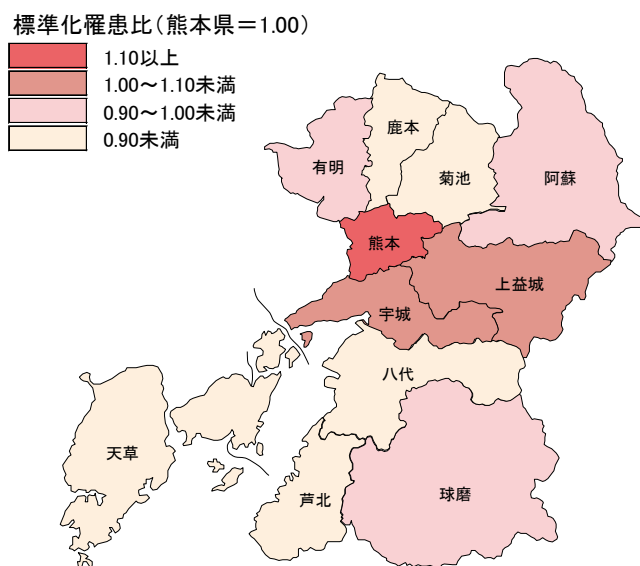 標準化罹患比(熊本県=1.00)
1.10以上
1.00~1.10未満
0.90~1.00未満
0.90未満
鹿本
有明
菊池
阿蘇
熊本
上益城
宇城
八代
天草
芦北
球磨